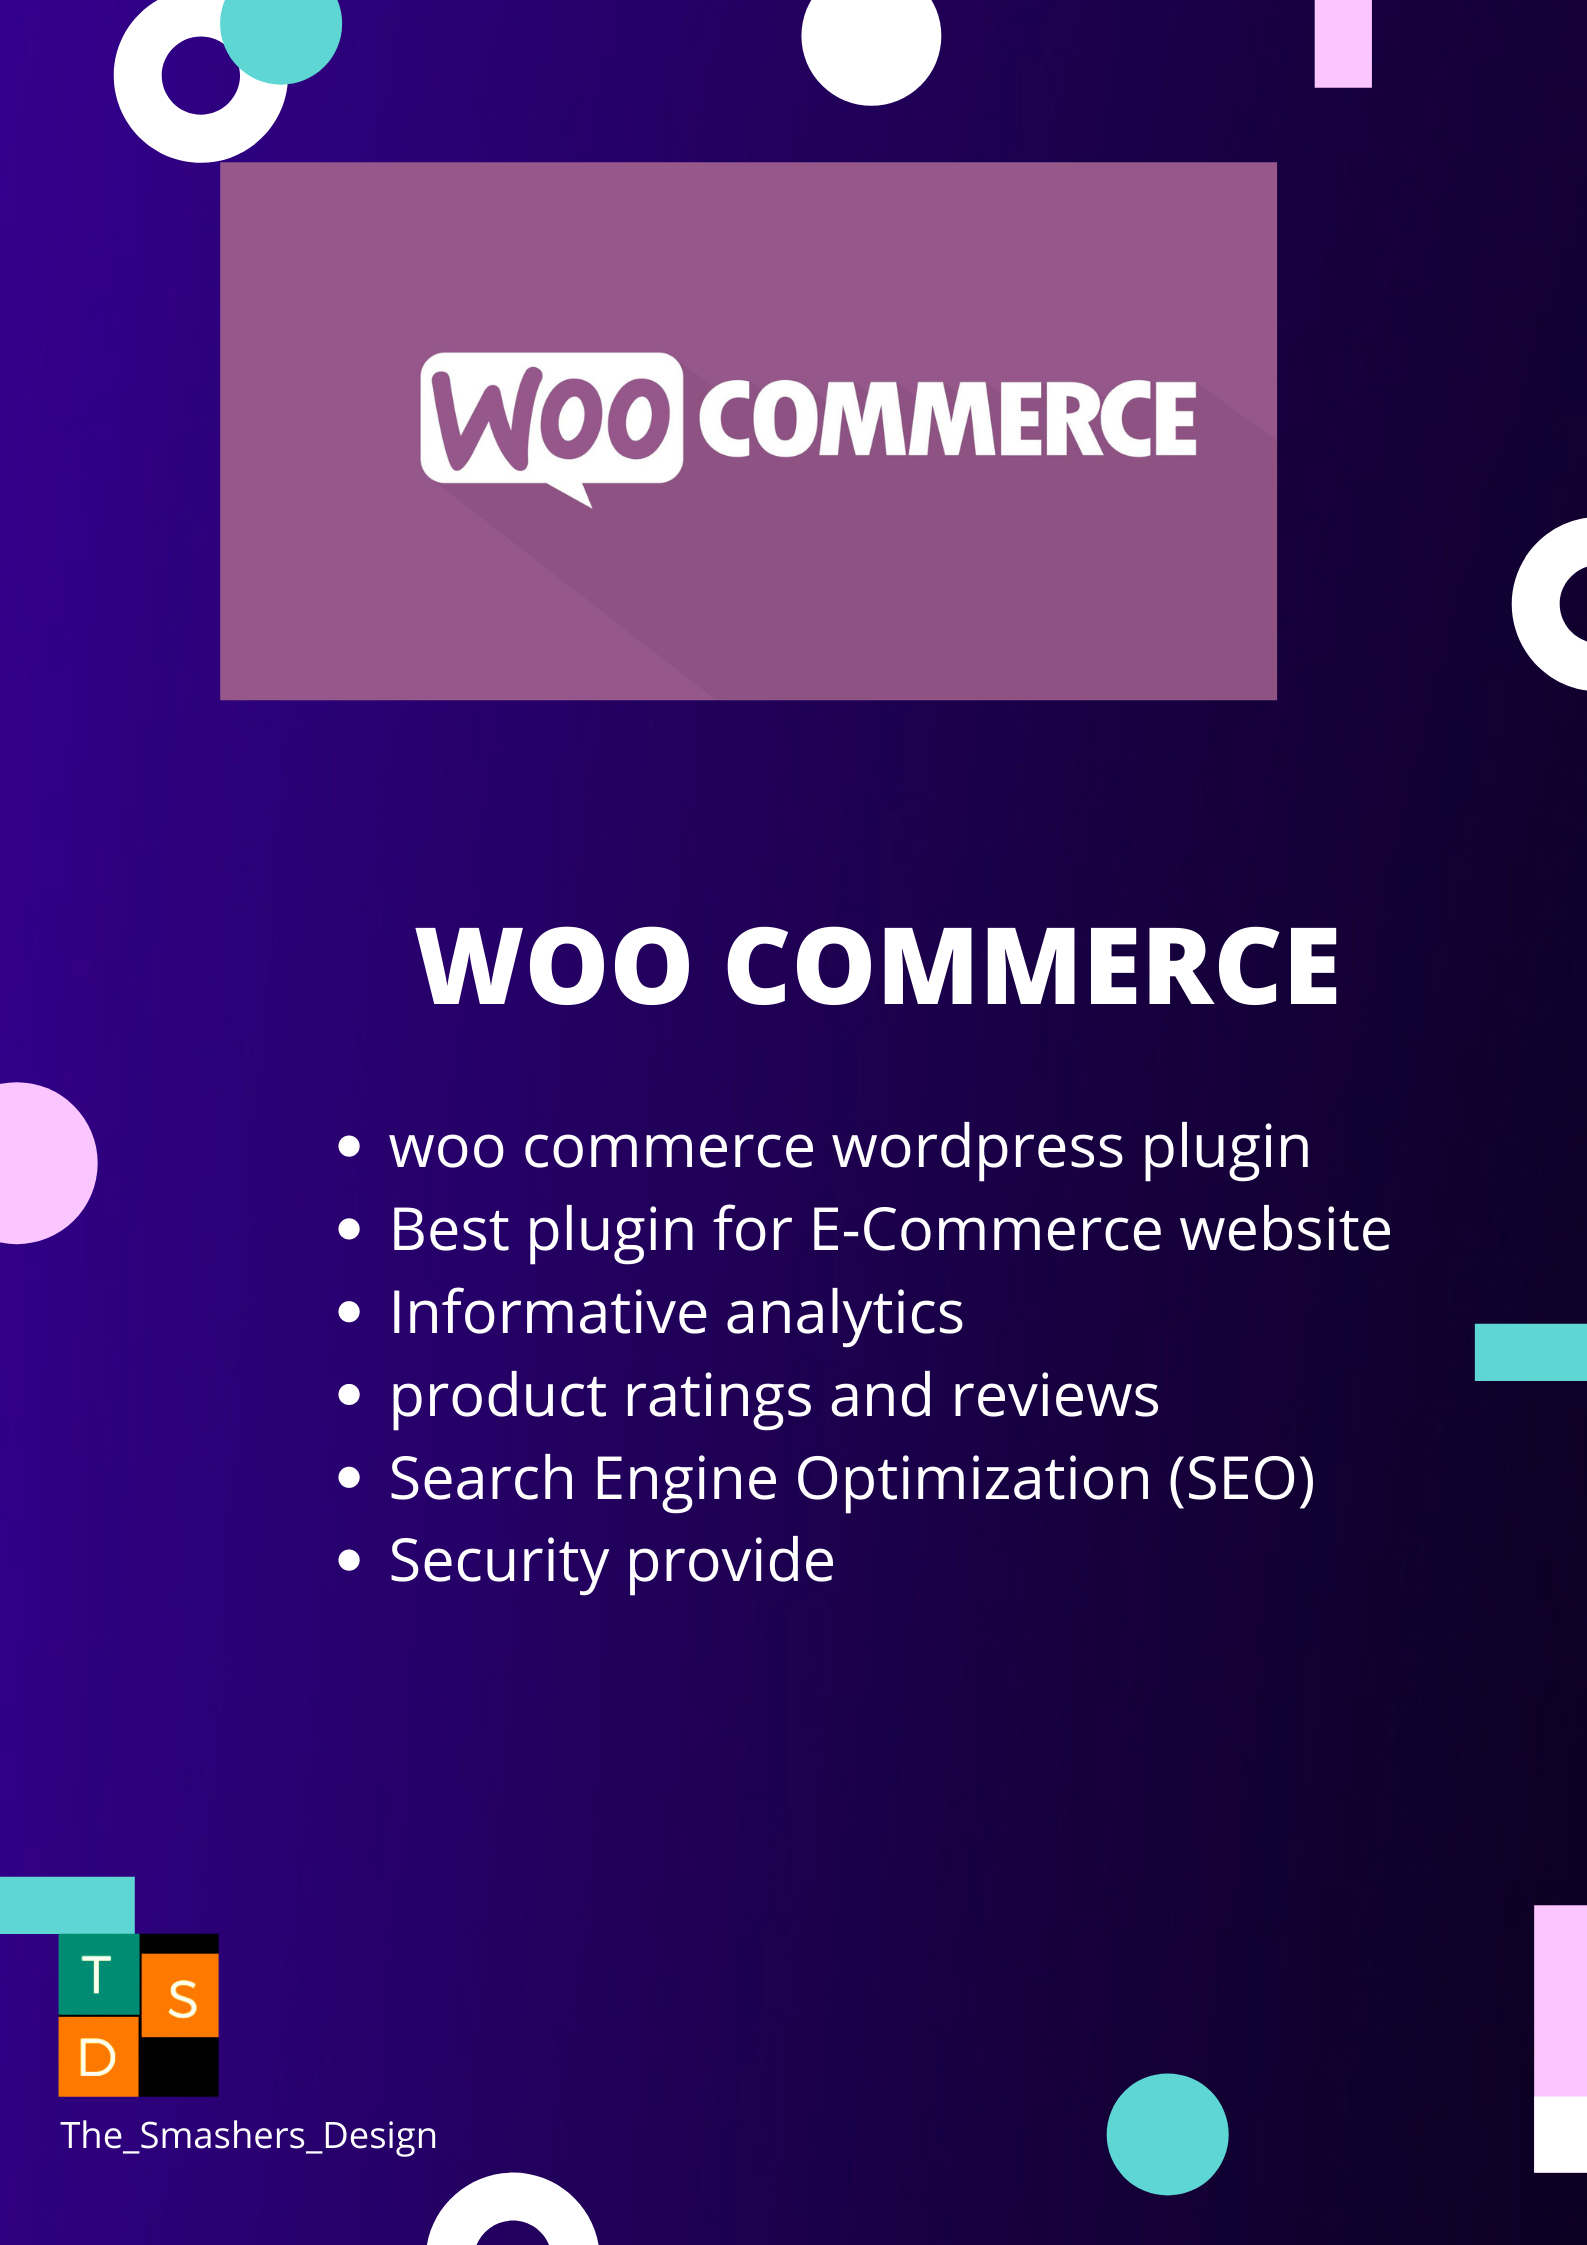 WOO COMMERCE
WOO COMMERCE
• woo commerce wordpress plugin
• Best plugin for E-Commerce website
• Informative analytics
• product ratings and reviews
• Search Engine Optimization (SEO)
• Security provide
T
S
D
The_Smashers_Design